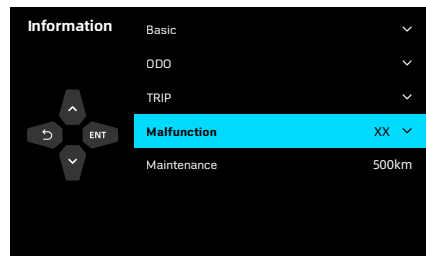 Information
Basic
ODO
TRIP
ENT
Malfunction XX
Maintenance 500km